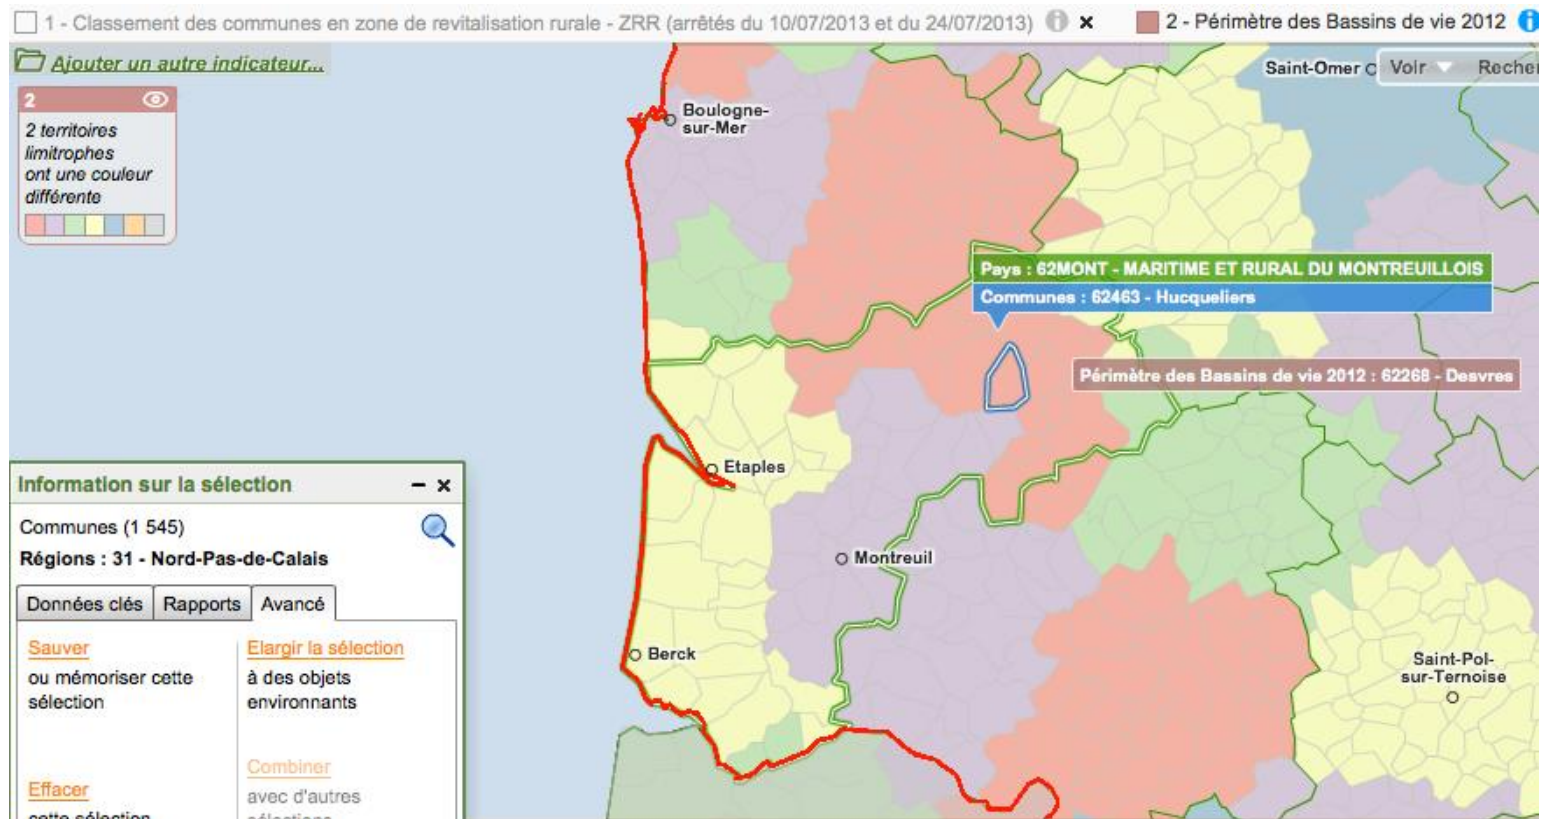 1 - Classement des communes en zone de revitalisation rurale - ZRR (arrêtés du 10/07/2013 et du 24/07/2013)
2 - Périmètre des Bassins de vie 2012
Ajouter un autre indicateur...
Saint-Omer
Voir
Recher
2
2 territoires
limitrophes
ont une couleur
différente
Boulogne-
sur-Mer
Pays : 62MONT - MARITIME ET RURAL DU MONTREUILLOIS
Communes : 62463 - Hucqueliers
Périmètre des Bassins de vie 2012 : 62268 - Desvres
Etaples
Montreuil
Berck
Saint-Pol-
sur-Ternoise
Information sur la sélection
Communes (1 545)
Régions : 31 - Nord-Pas-de-Calais
Données clés
Rapports
Avancé
Sauver
ou mémoriser cette
sélection
Elargir la sélection
à des objets
environnants
Effacer
cette sélection
Combiner
avec d'autres
sélections